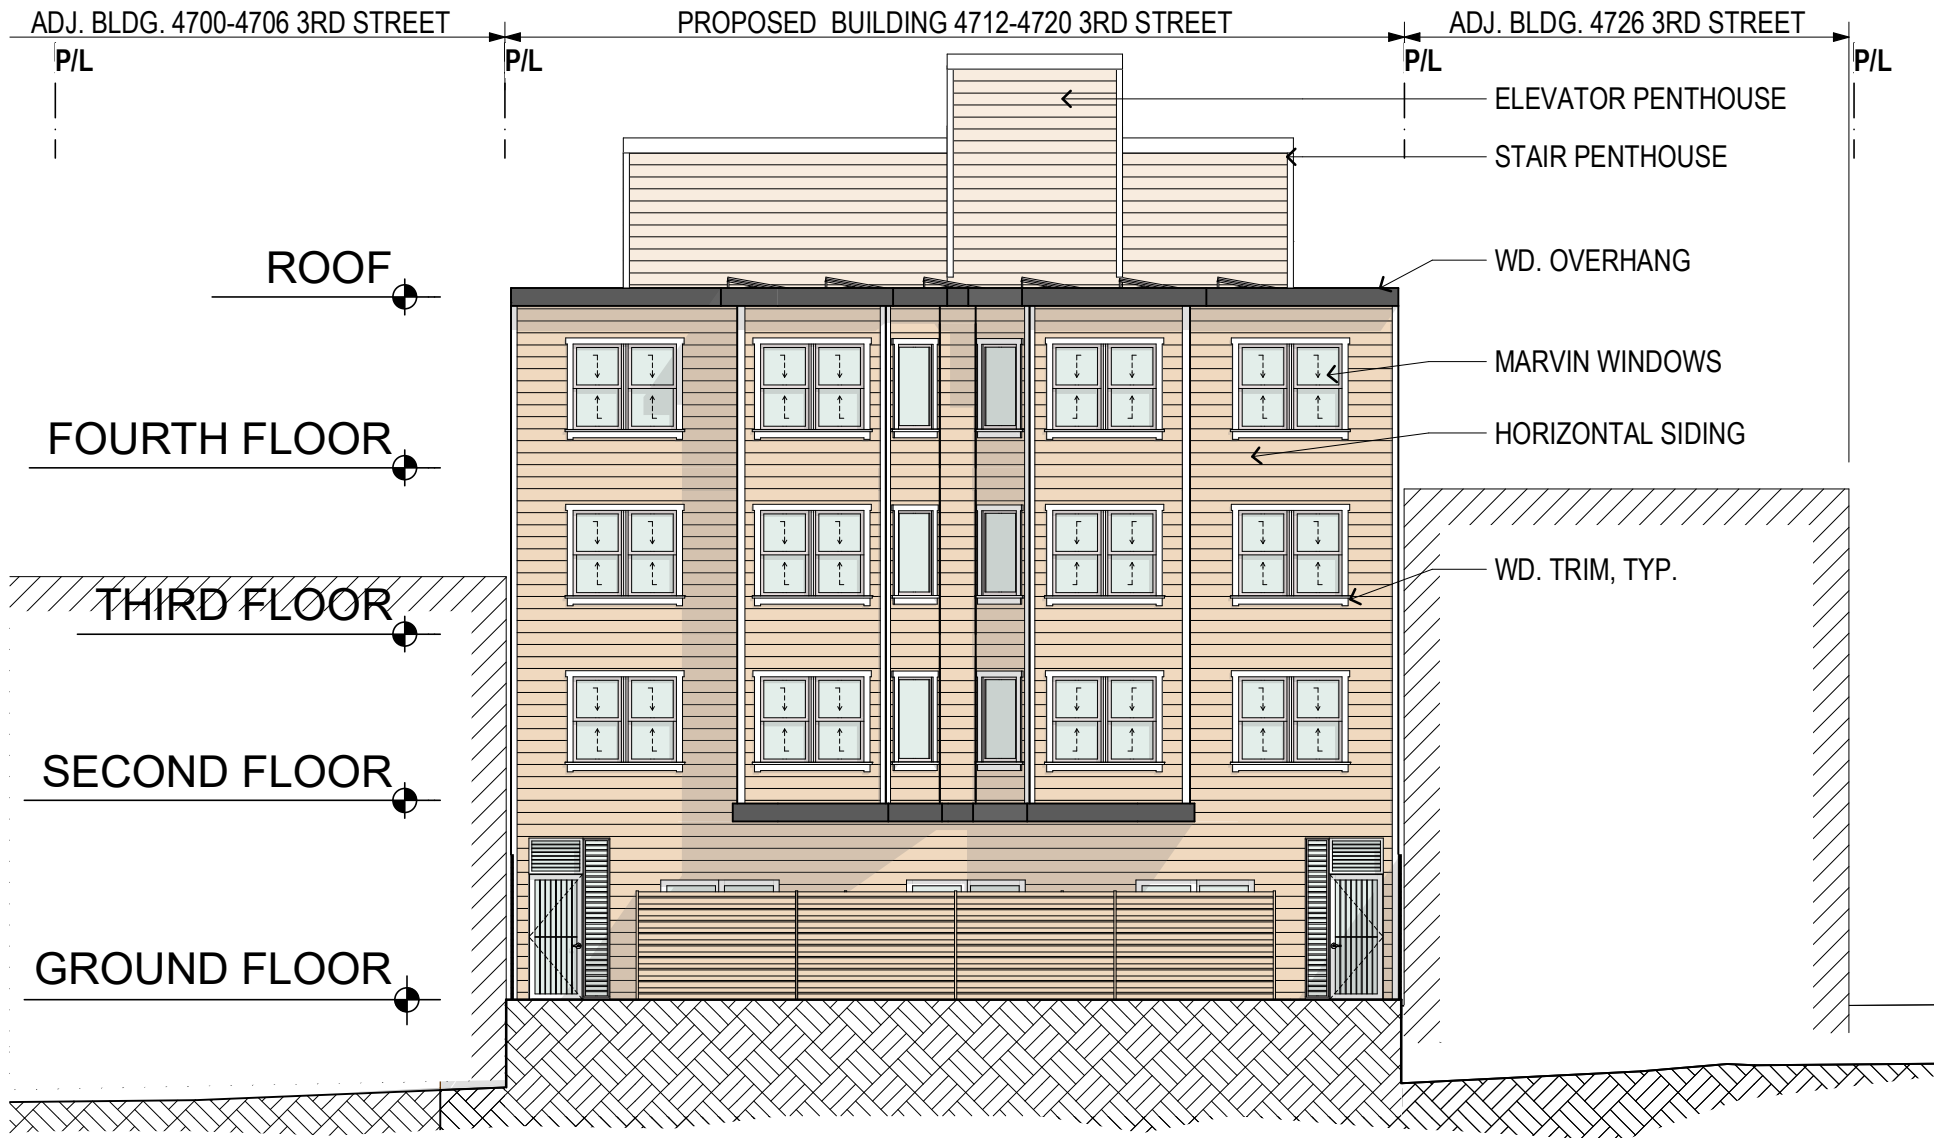 ADJ. BLDG. 4700-4706 3RD STREET
PROPOSED BUILDING 4712-4720 3RD STREET
ADJ. BLDG. 4726 3RD STREET
P/L
P/L
P/L
P/L
ELEVATOR PENTHOUSE
STAIR PENTHOUSE
ROOF
WD. OVERHANG
MARVIN WINDOWS
FOURTH FLOOR
HORIZONTAL SIDING
WD. TRIM, TYP.
THIRD FLOOR
SECOND FLOOR
GROUND FLOOR